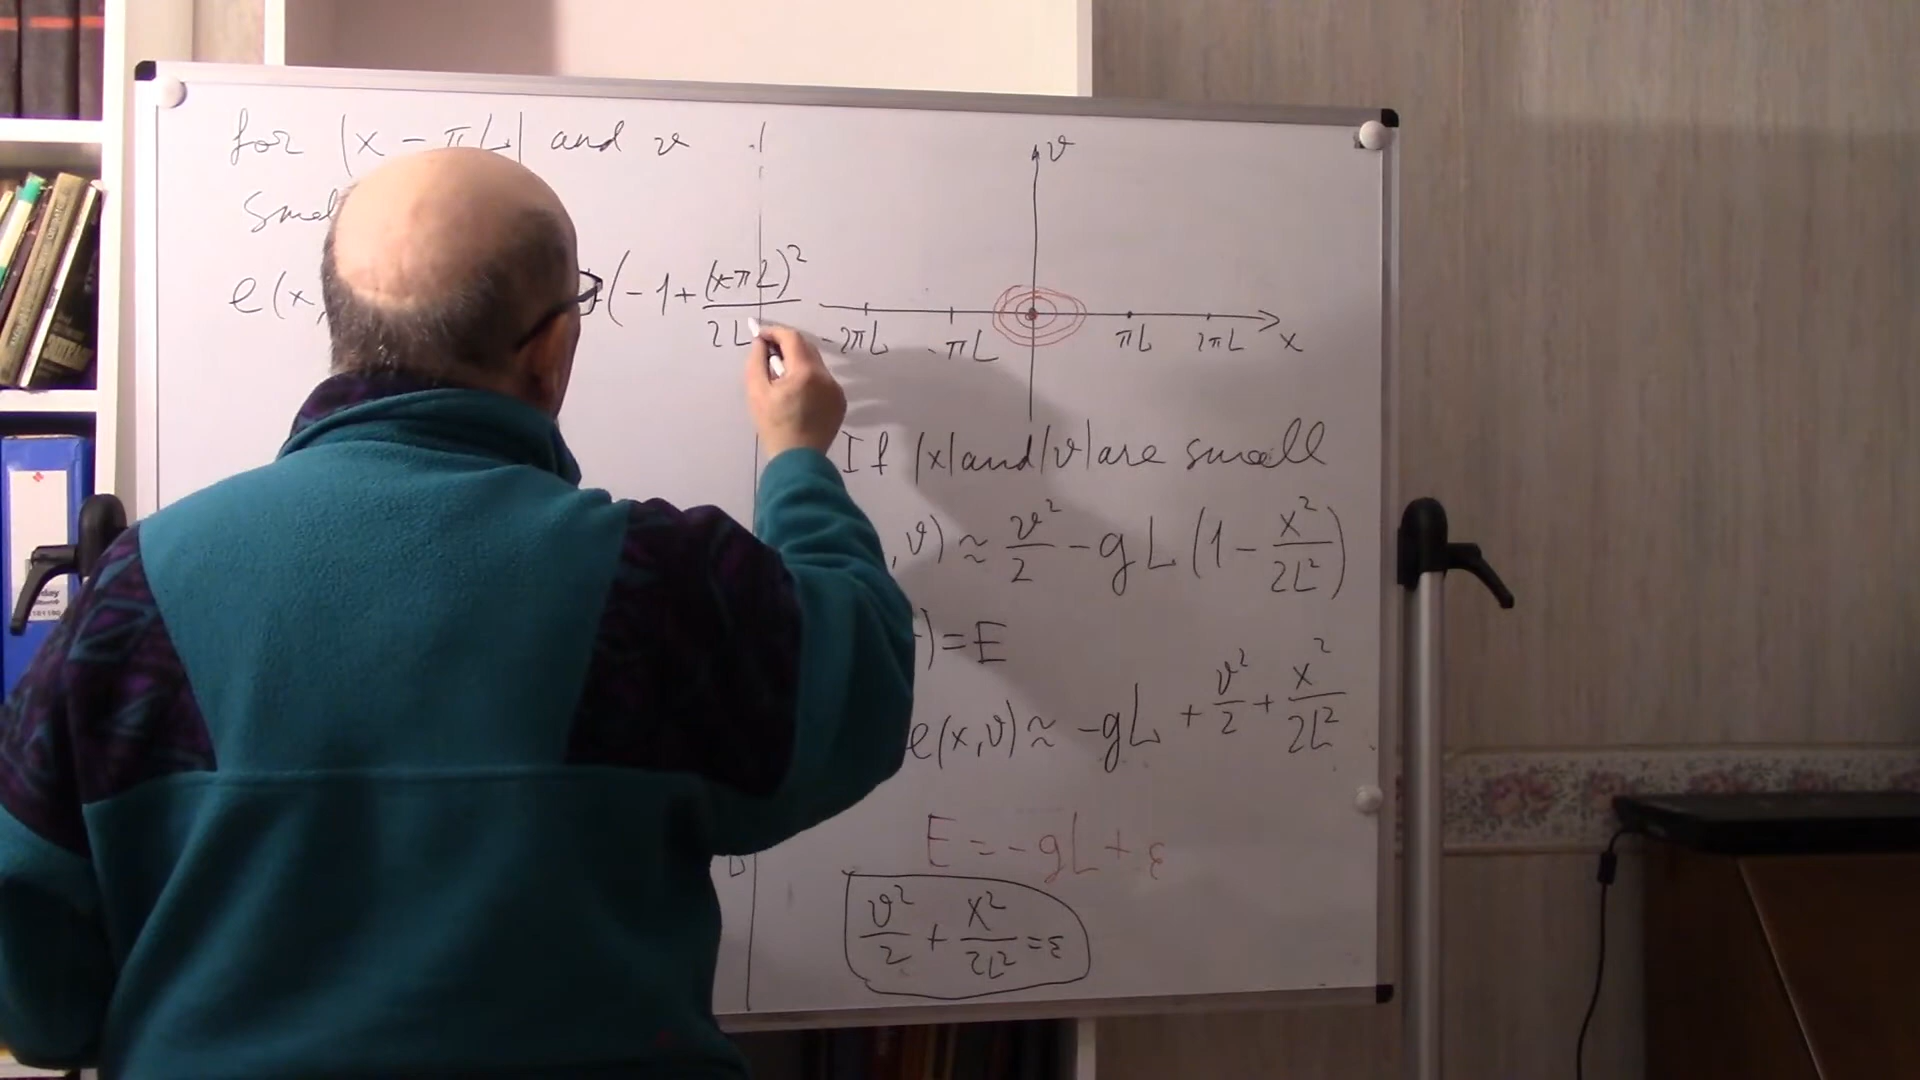 for |x - πL| and v
e(x,
(-1 + (x-πL)²/2L
v
-2πL -πL πL 2πL x
If |x| and |v| are small
, v) ≈ v²/2 - gL (1 - x²/2L²)
) = E
e(x,v) ≈ -gL + v²/2 + x²/2L²
E = -gL + ε
v²/2 + x²/2L² = ε